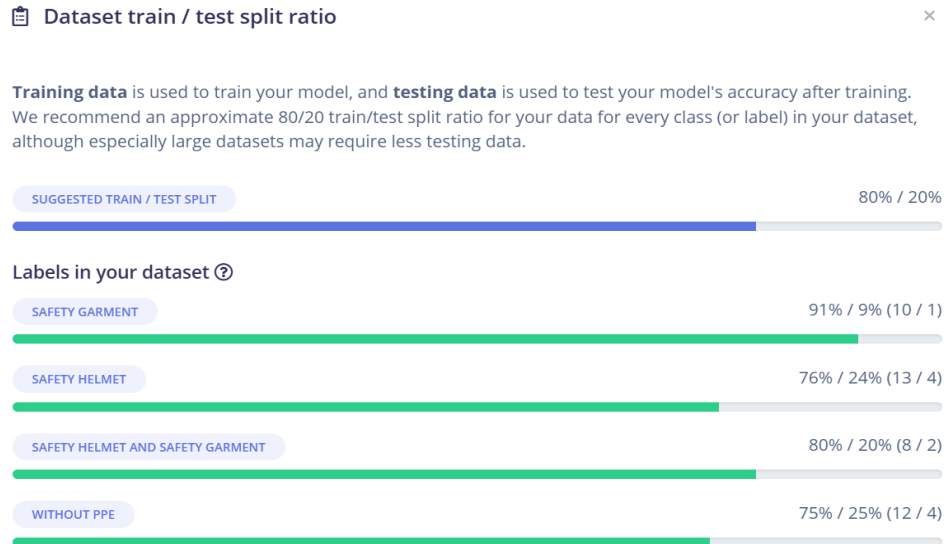 Dataset train / test split ratio
Training data is used to train your model, and testing data is used to test your model's accuracy after training.
We recommend an approximate 80/20 train/test split ratio for your data for every class (or label) in your dataset,
although especially large datasets may require less testing data.
SUGGESTED TRAIN / TEST SPLIT 80% / 20%
Labels in your dataset ?
SAFETY GARMENT 91% / 9% (10 / 1)
SAFETY HELMET 76% / 24% (13 / 4)
SAFETY HELMET AND SAFETY GARMENT 80% / 20% (8 / 2)
WITHOUT PPE 75% / 25% (12 / 4)